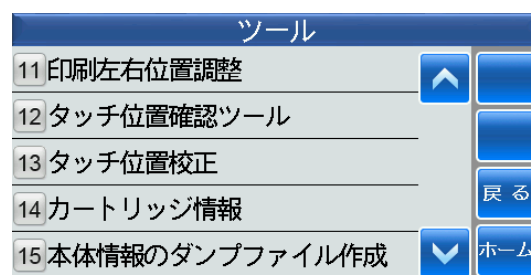 ツール
11 印刷左右位置調整
12 タッチ位置確認ツール
13 タッチ位置校正
戻る
14 カートリッジ情報
15 本体情報のダンプファイル作成
ホーム